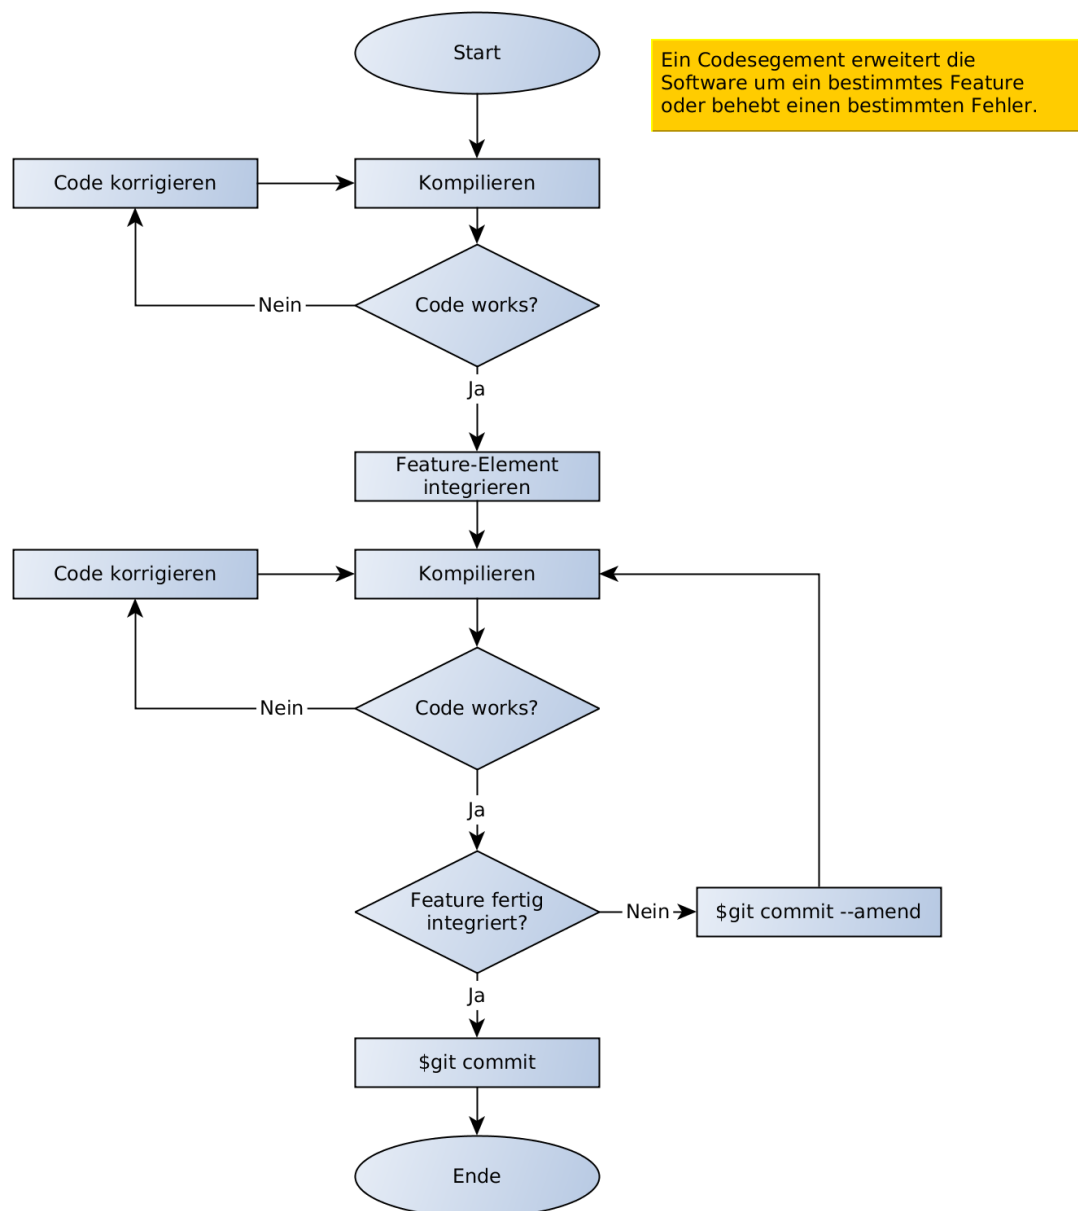 Start
Ein Codesegement erweitert die
Software um ein bestimmtes Feature
oder behebt einen bestimmten Fehler.
Code korrigieren
Kompilieren
Nein
Code works?
Ja
Feature-Element
integrieren
Code korrigieren
Kompilieren
Nein
Code works?
Ja
Feature fertig
integriert?
Nein
$git commit --amend
Ja
$git commit
Ende